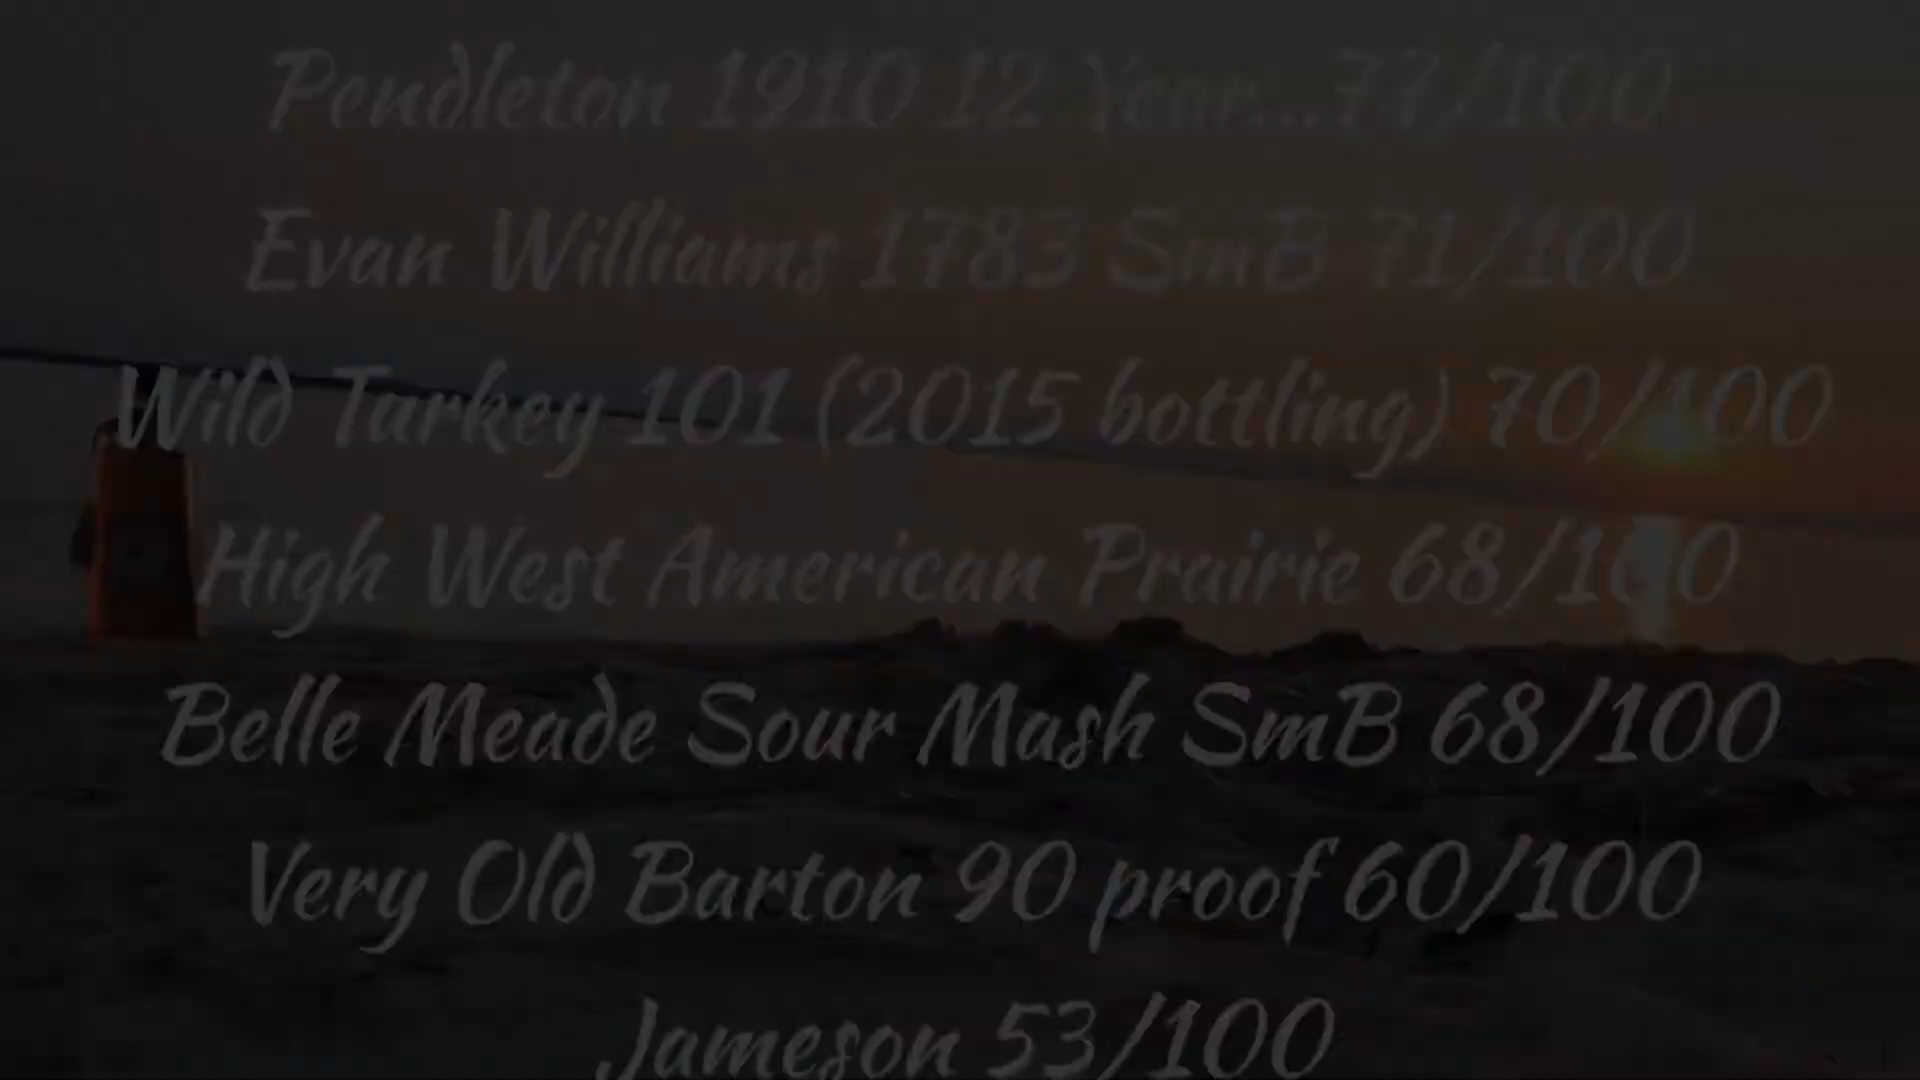 Pendleton 1910 12 Year...77/100
Evan Williams 1783 SmB 71/100
Wild Turkey 101 (2015 bottling) 70/100
High West American Prairie 68/100
Belle Meade Sour Mash SmB 68/100
Very Old Barton 90 proof 60/100
Jameson 53/100